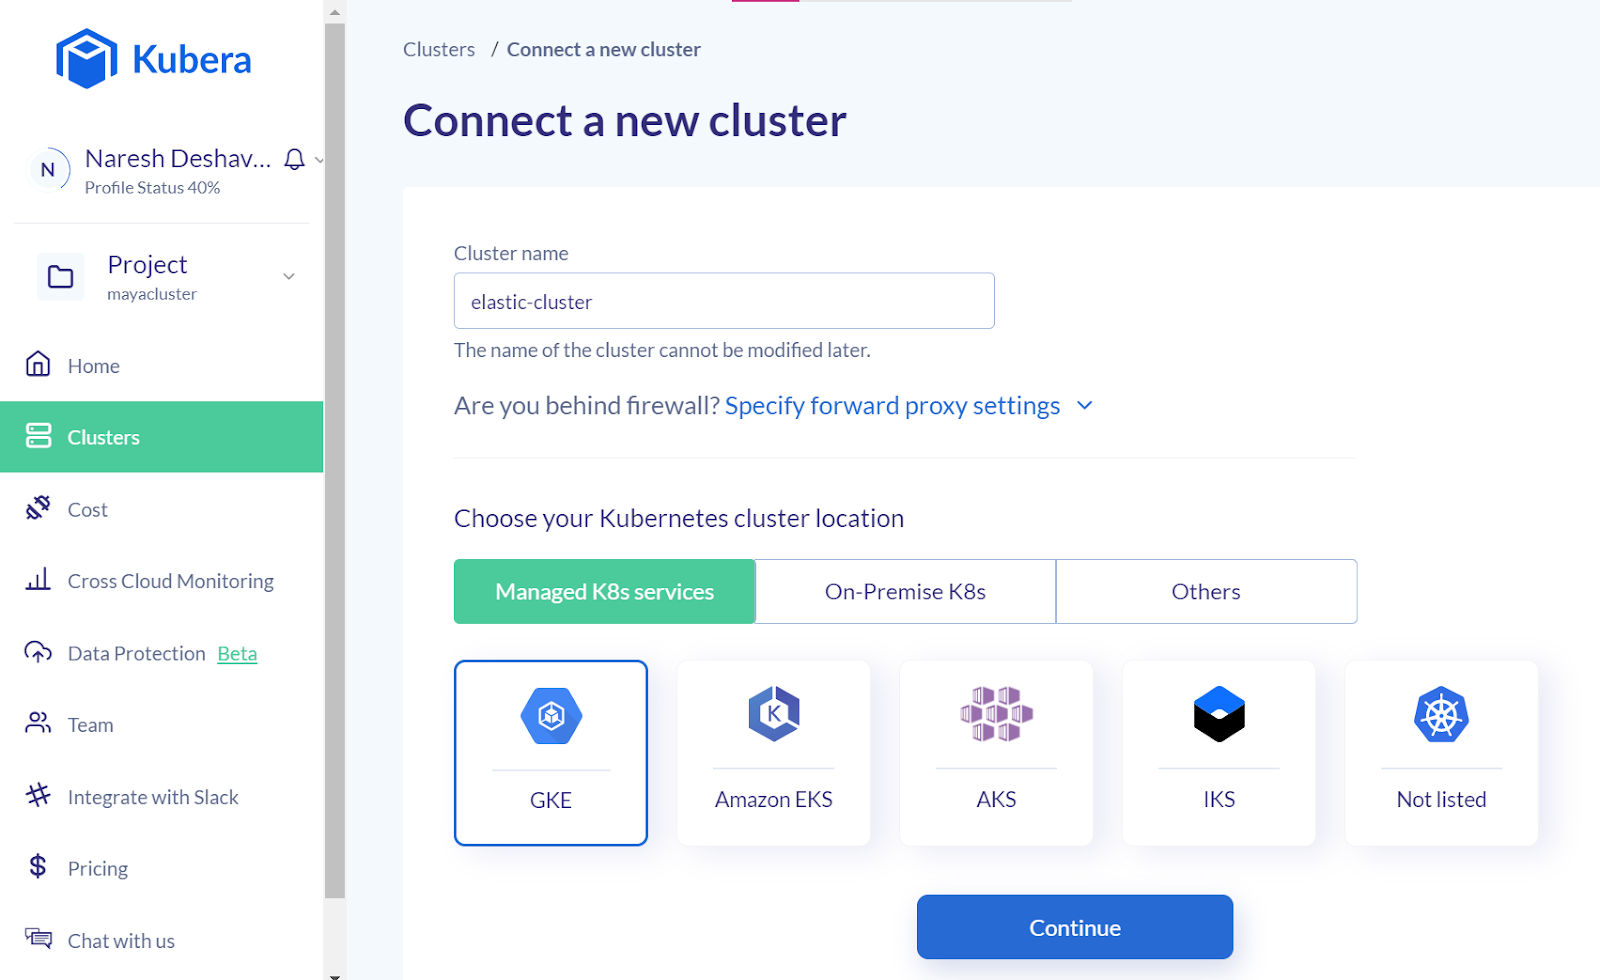 Kubera
N
Naresh Deshav...
Profile Status 40%
Project
mayacluster
Home
Clusters
Cost
Cross Cloud Monitoring
Data Protection Beta
Team
Integrate with Slack
Pricing
Chat with us
Clusters / Connect a new cluster
Connect a new cluster
Cluster name
elastic-cluster
The name of the cluster cannot be modified later.
Are you behind firewall? Specify forward proxy settings
Choose your Kubernetes cluster location
Managed K8s services
On-Premise K8s
Others
GKE
K
Amazon EKS
AKS
IKS
Not listed
Continue